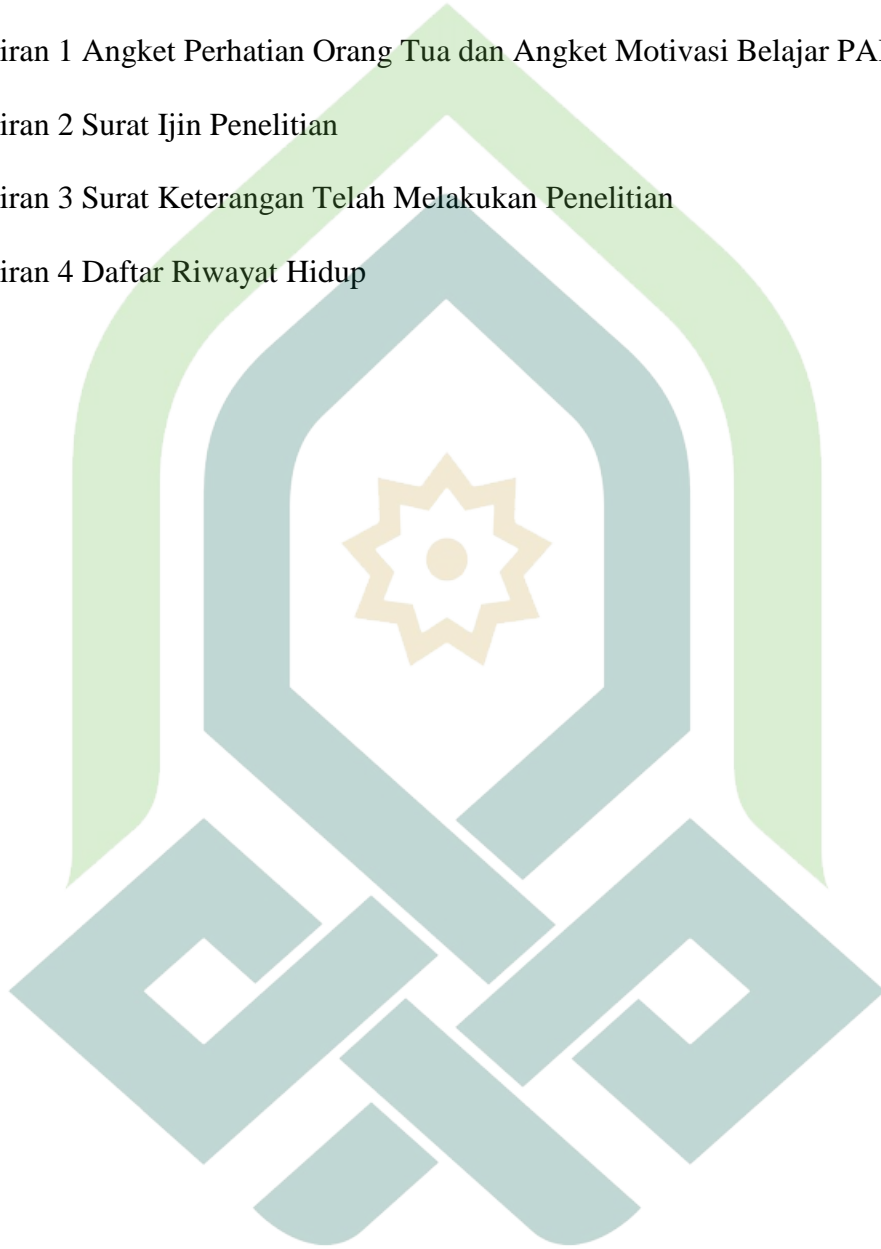 iran 1 Angket Perhatian Orang Tua dan Angket Motivasi Belajar PA
iran 2 Surat Ijin Penelitian
iran 3 Surat Keterangan Telah Melakukan Penelitian
iran 4 Daftar Riwayat Hidup